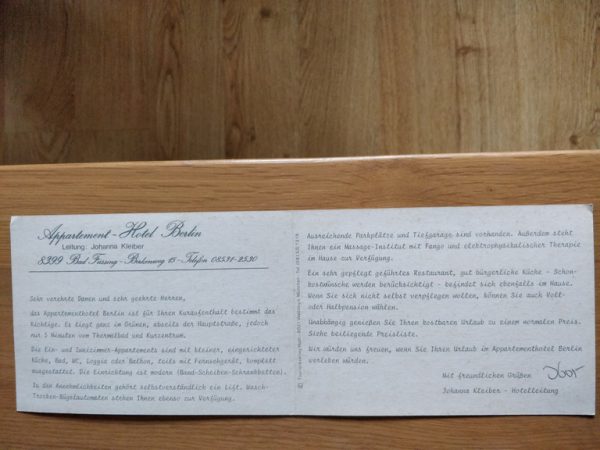 Appartement - Hotel Berlin
Leitung: Johanna Kleiber
8399 Bad Füssing - Birkenweg 15 - Telefon 08531-2530
Sehr verehrte Damen und sehr geehrte Herren,
das Appartementhotel Berlin ist für Ihren Kuraufenthalt bestimmt das
Richtige. Es liegt ganz im Grünen, abseits der Hauptstraße, jedoch
nur 5 Minuten vom Thermalbad und Kurzentrum.
Die Ein- und Zweizimmer-Appartements sind mit kleiner, eingerichteter
Küche, Bad, WC, Loggia oder Balkon, teils mit Fernsehgerät, komplett
ausgestattet. Die Einrichtung ist modern
Zu den Annehmlichkeiten gehört selbstverständlich ein Lift. Wasch-
Trocken-Bügelautomaten stehen Ihnen ebenso zur Verfügung.
Ausreichende Parkplätze und Tiefgarage sind vorhanden. Außerdem steht
Ihnen ein Massage-Institut mit Fango und elektrophysikalischer Therapie
im Hause zur Verfügung.
Ein sehr gepflegt geführtes Restaurant, gut bürgerliche Küche - Schon-
kostwünsche werden berücksichtigt - befindet sich ebenfalls im Hause.
Wenn Sie sich nicht selbst verpflegen wollen, können Sie auch Voll-
oder Halbpension wählen.
Unabhängig genießen Sie Ihren kostbaren Urlaub zu einem normalen Preis.
Siehe beiliegende Preisliste.
Wir würden uns freuen, wenn Sie Ihren Urlaub im Appartementhotel Berlin
verleben würden.
Mit freundlichen Grüßen
Johanna Kleiber - Hotelleitung